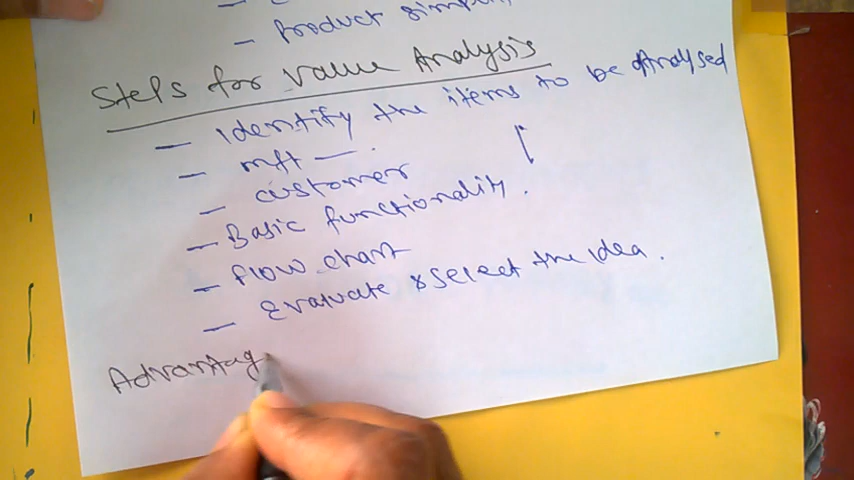 - Product
Steps for Value Analysis
- Identify the items to be Analysed
- mft - .
- customer
- Basic functionality.
- flow chart
- Evaluate & select the idea.
Advantag